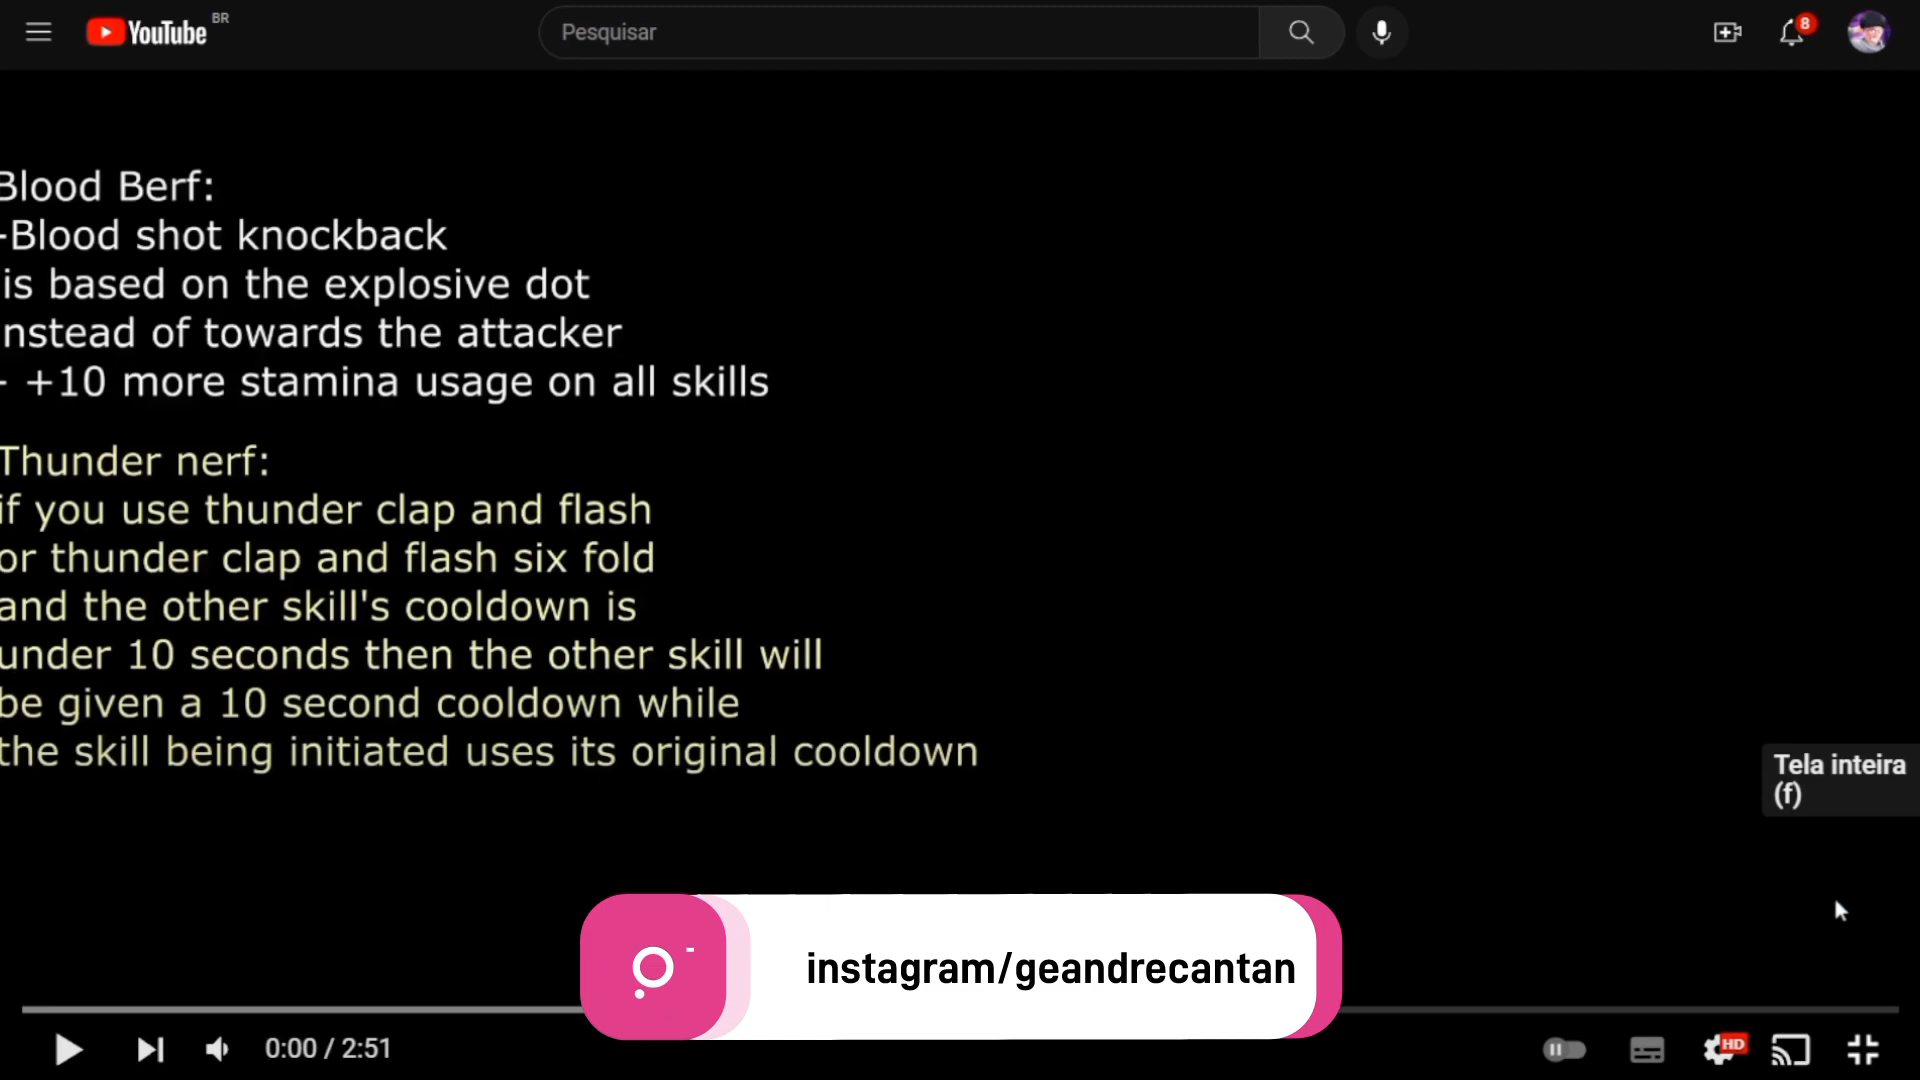 YouTube BR
Pesquisar
8
Blood Berf:
-Blood shot knockback
is based on the explosive dot
instead of towards the attacker
- +10 more stamina usage on all skills
Thunder nerf:
if you use thunder clap and flash
or thunder clap and flash six fold
and the other skill's cooldown is
under 10 seconds then the other skill will
be given a 10 second cooldown while
the skill being initiated uses its original cooldown
Tela inteira
(f)
instagram/geandrecantan
0:00 / 2:51
HD